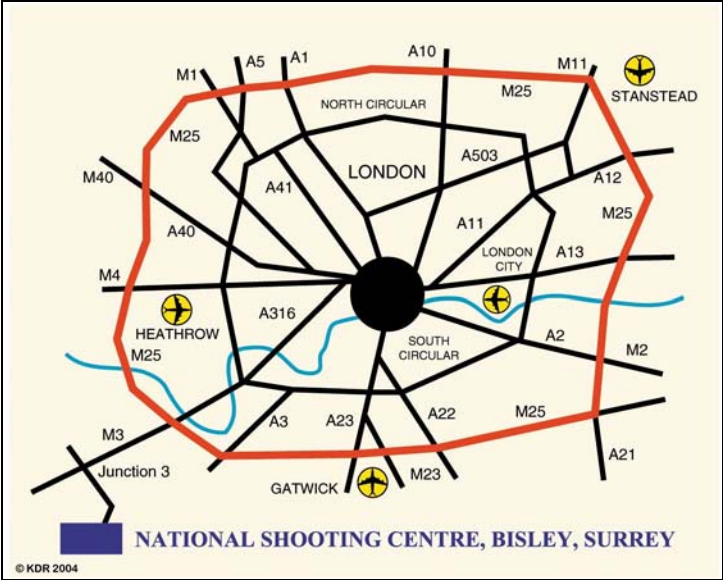 A10
A5
A1
M11
M1
STANSTEAD
M25
NORTH CIRCULAR
M25
A503
LONDON
M40
A12
A41
M25
A11
A40
LONDON
CITY
A13
M4
A316
HEATHROW
SOUTH
CIRCULAR
A2
M2
M25
M25
A3
A23
A22
M3
Junction 3
A21
M23
GATWICK
NATIONAL SHOOTING CENTRE, BISLEY, SURREY
© KDR 2004